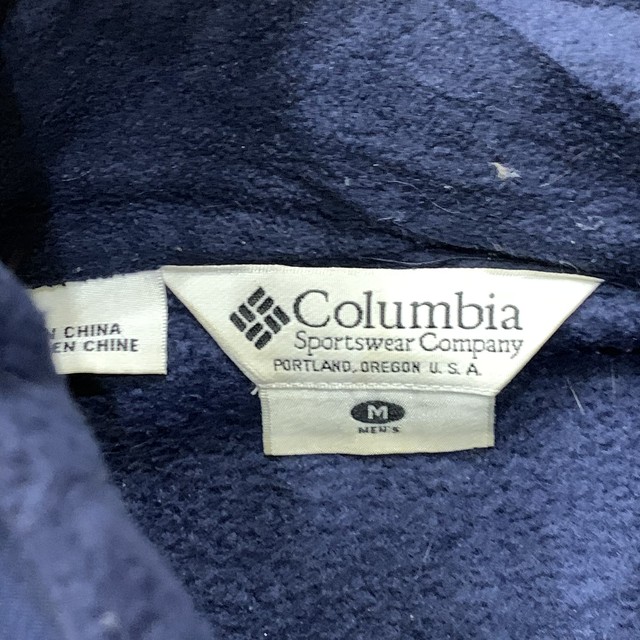 CHINA
EN CHINE
Columbia
Sportswear Company
PORTLAND, OREGON U.S.A.
M
MEN'S